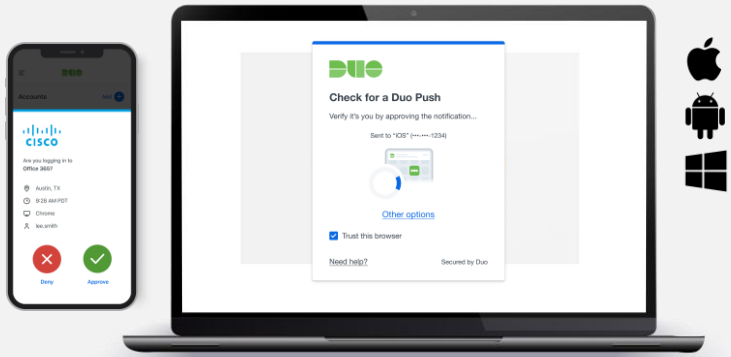 DUO
Accounts
Add
CISCO
Are you logging in to
Office 365?
Austin, TX
9:28 AM PDT
Chrome
lee.smith
Deny
Approve
DUO
Check for a Duo Push
Verify it's you by approving the notification...
Sent to "iOS" (•••-•••-1234)
Other options
Trust this browser
Need help?
Secured by Duo